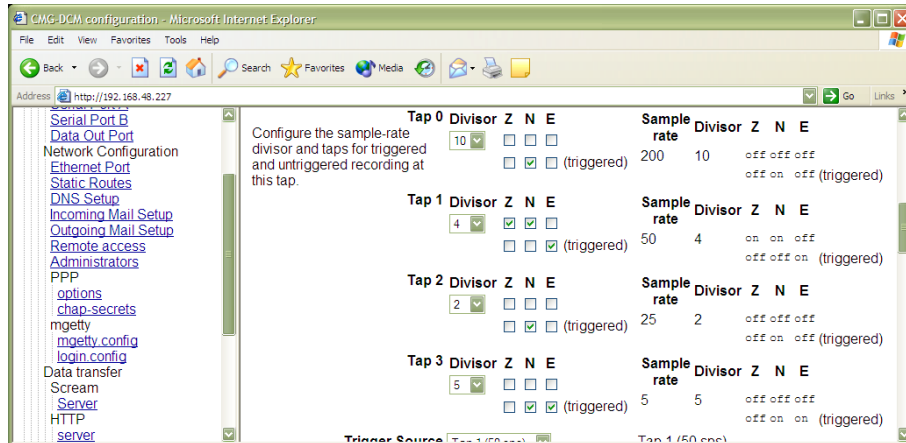 CMG-DCM configuration - Microsoft Internet Explorer
File Edit View Favorites Tools Help
Back Search Favorites Media
Address http://192.168.48.227 Go Links
Serial Port B
Data Out Port
Network Configuration
Ethernet Port
Static Routes
DNS Setup
Incoming Mail Setup
Outgoing Mail Setup
Remote access
Administrators
PPP
options
chap-secrets
mgetty
mgetty.config
login.config
Data transfer
Scream
Server
HTTP
server
Configure the sample-rate
divisor and taps for triggered
and untriggered recording at
this tap.
Tap 0 Divisor Z N E
10
(triggered)
Sample rate Divisor Z N E
200 10 off off off
off on off (triggered)
Tap 1 Divisor Z N E
4
(triggered)
Sample rate Divisor Z N E
50 4 on on off
off off on (triggered)
Tap 2 Divisor Z N E
2
(triggered)
Sample rate Divisor Z N E
25 2 off off off
off on off (triggered)
Tap 3 Divisor Z N E
5
(triggered)
Sample rate Divisor Z N E
5 5 off off off
off on on (triggered)
Trigger Source Tap 1 (50 sps) Tap 1 (50 sps)